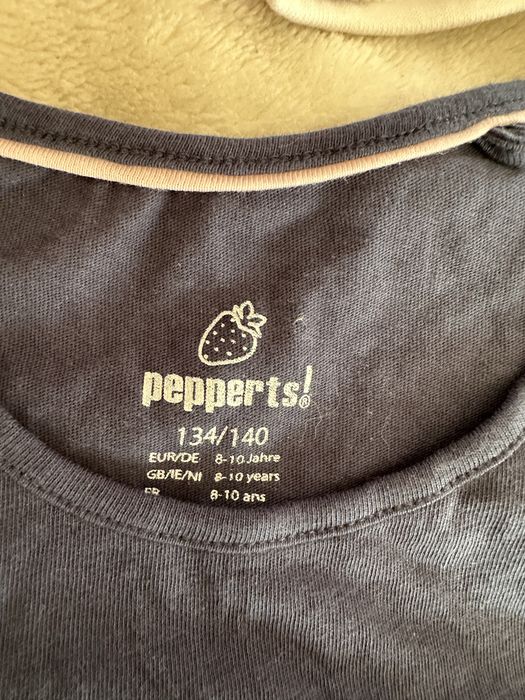 pepperts!®
134/140
EUR/DE 8-10 Jahre
GB/IE/NI 8-10 years
FR 8-10 ans